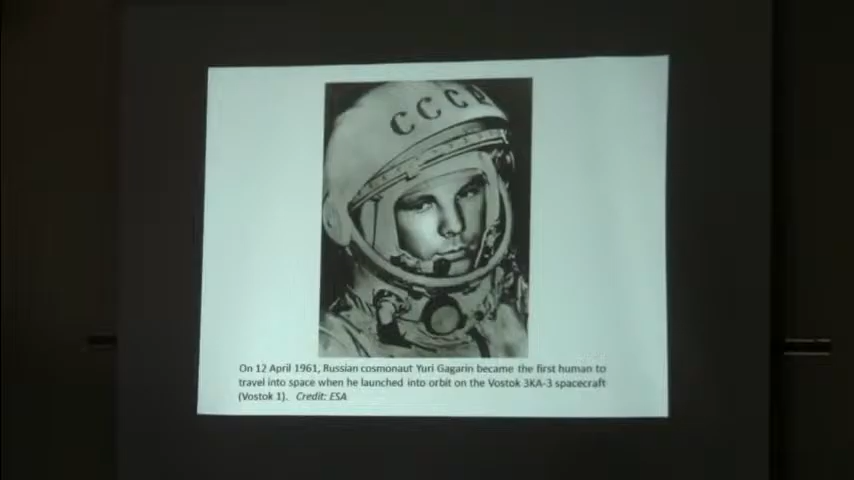 CCCP
On 12 April 1961, Russian cosmonaut Yuri Gagarin became the first human to
travel into space when he launched into orbit on the Vostok 3KA-3 spacecraft
(Vostok 1). Credit: ESA